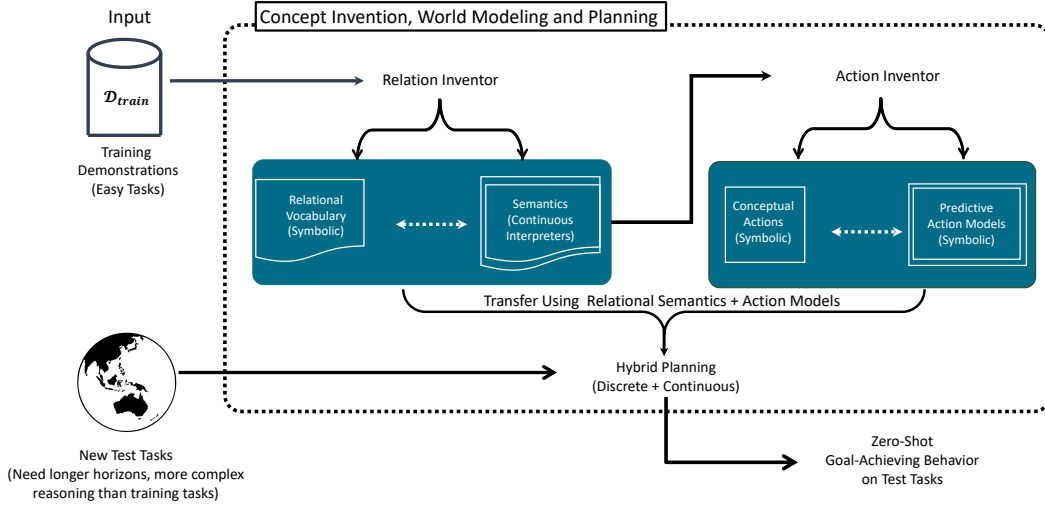 Input
Concept Invention, World Modeling and Planning
𝒟train
Training
Demonstrations
(Easy Tasks)
Relation Inventor
Action Inventor
Relational
Vocabulary
(Symbolic)
Semantics
(Continuous
Interpreters)
Conceptual
Actions
(Symbolic)
Predictive
Action Models
(Symbolic)
Transfer Using Relational Semantics + Action Models
Hybrid Planning
(Discrete + Continuous)
New Test Tasks
(Need longer horizons, more complex
reasoning than training tasks)
Zero-Shot
Goal-Achieving Behavior
on Test Tasks